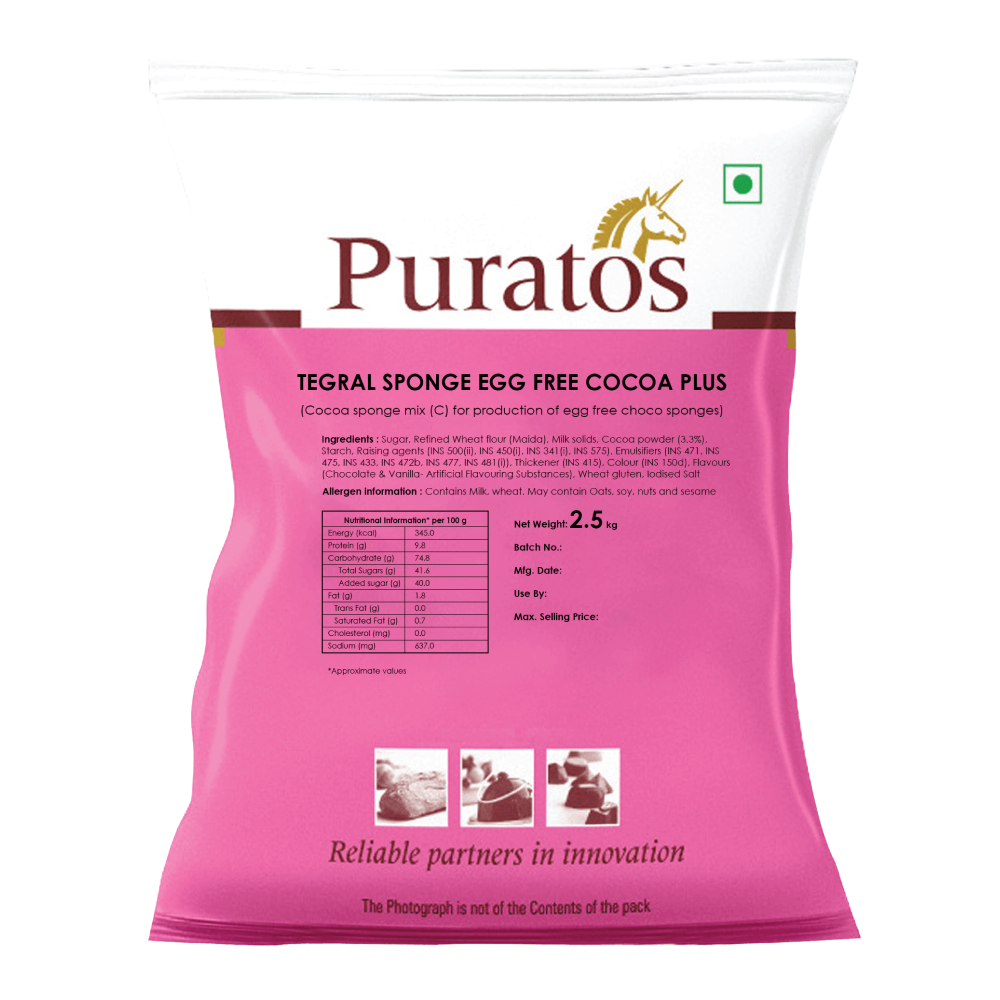 Puratos
TEGRAL SPONGE EGG FREE COCOA PLUS
(Cocoa sponge mix (C) for production of egg free choco sponges)
Ingredients : Sugar, Refined Wheat flour (Maida), Milk solids, Cocoa powder (3.3%),
Starch, Raising agents (INS 500(ii), INS 450(i), INS 341(i), INS 575), Emulsifiers (INS 471, INS
475, INS 433, INS 472b, INS 477, INS 481(i)), Thickener (INS 415), Colour (INS 150d), Flavours
(Chocolate & Vanilla- Artificial Flavouring Substances), Wheat gluten, Iodised Salt
Allergen information : Contains Milk, wheat. May contain Oats, soy, nuts and sesame
Nutritional Information* per 100 g
Energy (kcal) 345.0
Protein (g) 9.8
Carbohydrate (g) 74.8
Total Sugars (g) 41.6
Added sugar (g) 40.0
Fat (g) 1.8
Trans Fat (g) 0.0
Saturated Fat (g) 0.7
Cholesterol (mg) 0.0
Sodium (mg) 637.0
*Approximate values
Net Weight: 2.5 kg
Batch No.:
Mfg. Date:
Use By:
Max. Selling Price:
Reliable partners in innovation
The Photograph is not of the Contents of the pack